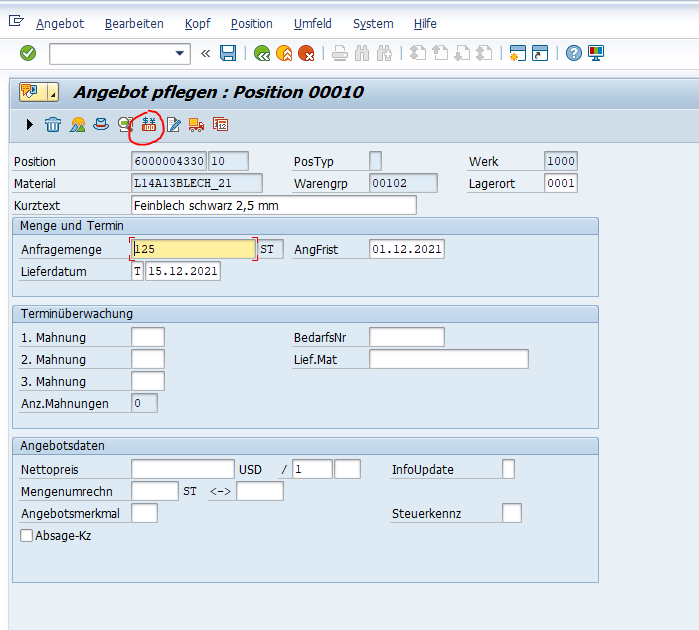 Angebot Bearbeiten Kopf Position Umfeld System Hilfe
Angebot pflegen : Position 00010
Position 6000004330 10 PosTyp Werk 1000
Material L14A13BLECH_21 Warengrp 00102 Lagerort 0001
Kurztext Feinblech schwarz 2,5 mm
Menge und Termin
Anfragemenge 125 ST AngFrist 01.12.2021
Lieferdatum T 15.12.2021
Terminüberwachung
1. Mahnung BedarfsNr
2. Mahnung Lief.Mat
3. Mahnung
Anz.Mahnungen 0
Angebotsdaten
Nettopreis USD / 1 InfoUpdate
Mengenumrechn ST <-> 
Angebotsmerkmal Steuerkennz
Absage-Kz